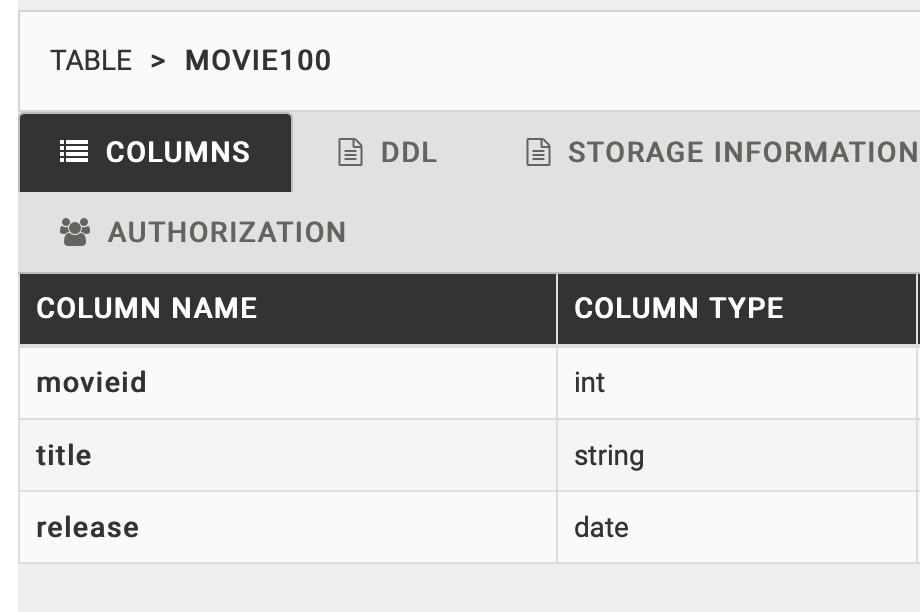 TABLE > MOVIE100
COLUMNS DDL STORAGE INFORMATION
AUTHORIZATION
COLUMN NAME COLUMN TYPE
movieid int
title string
release date